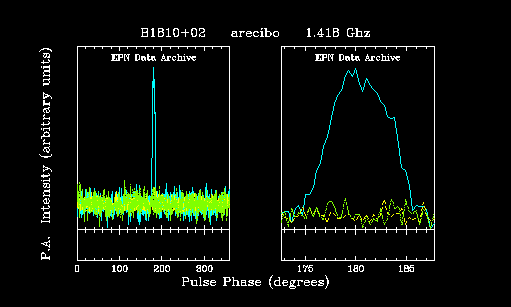 B1810+02 arecibo 1.418 Ghz
EPN Data Archive
EPN Data Archive
P.A. Intensity (arbitrary units)
0 100 200 300
175 180 185
Pulse Phase (degrees)